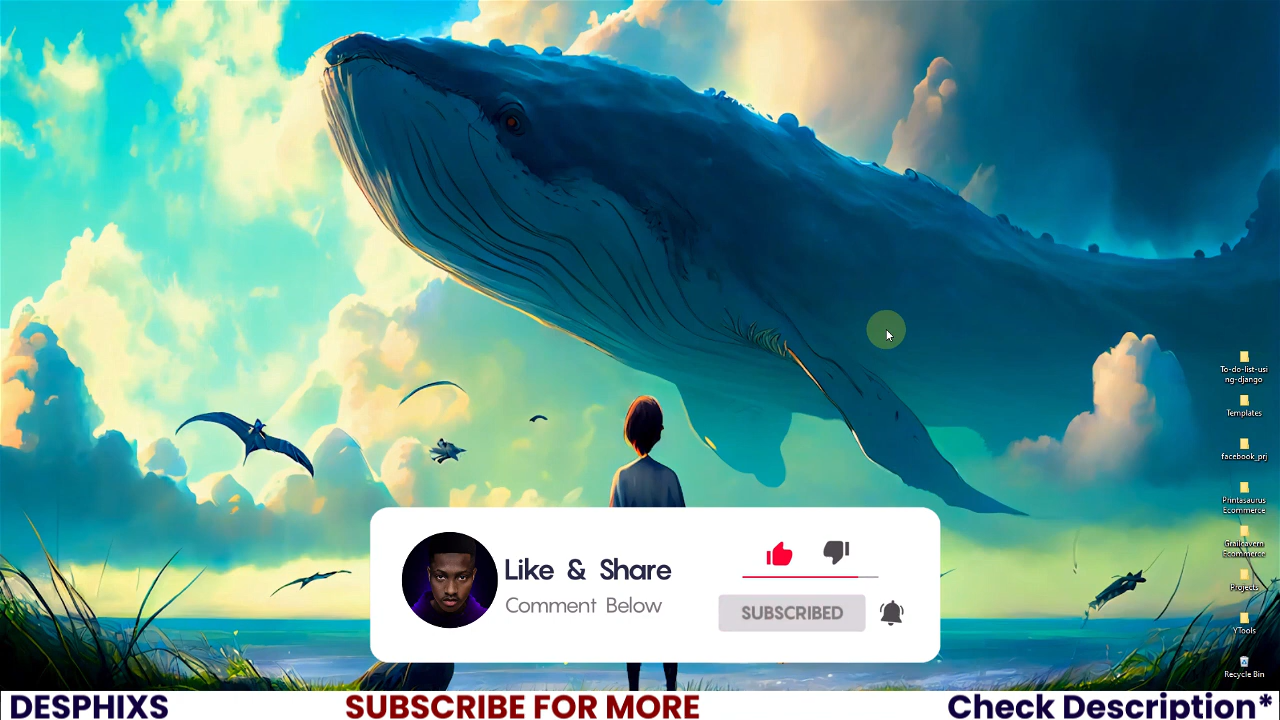 To-do-list-usi
ng-django
Templates
facebook_prj
Printasaurus
Ecommerce
Ecommerce
Projects
YTools
Recycle Bin
Like & Share
Comment Below
SUBSCRIBED
DESPHIXS
SUBSCRIBE FOR MORE
Check Description*